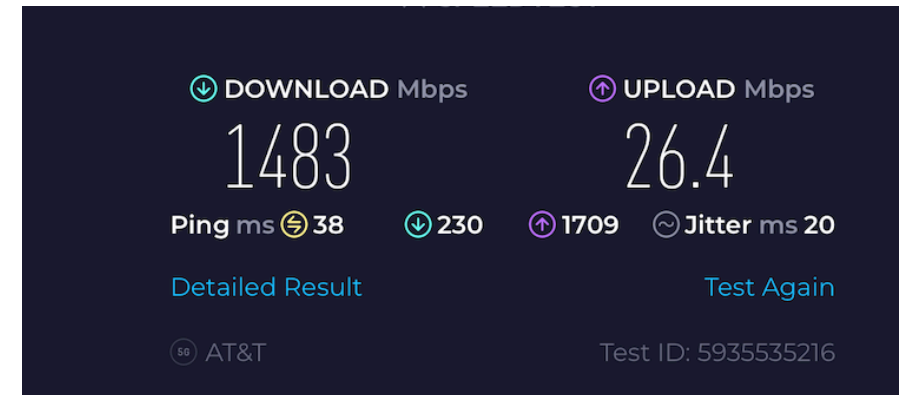 DOWNLOAD Mbps
UPLOAD Mbps
1483
26.4
Ping ms 38 230 1709 Jitter ms 20
Detailed Result
Test Again
5G AT&T
Test ID: 5935535216